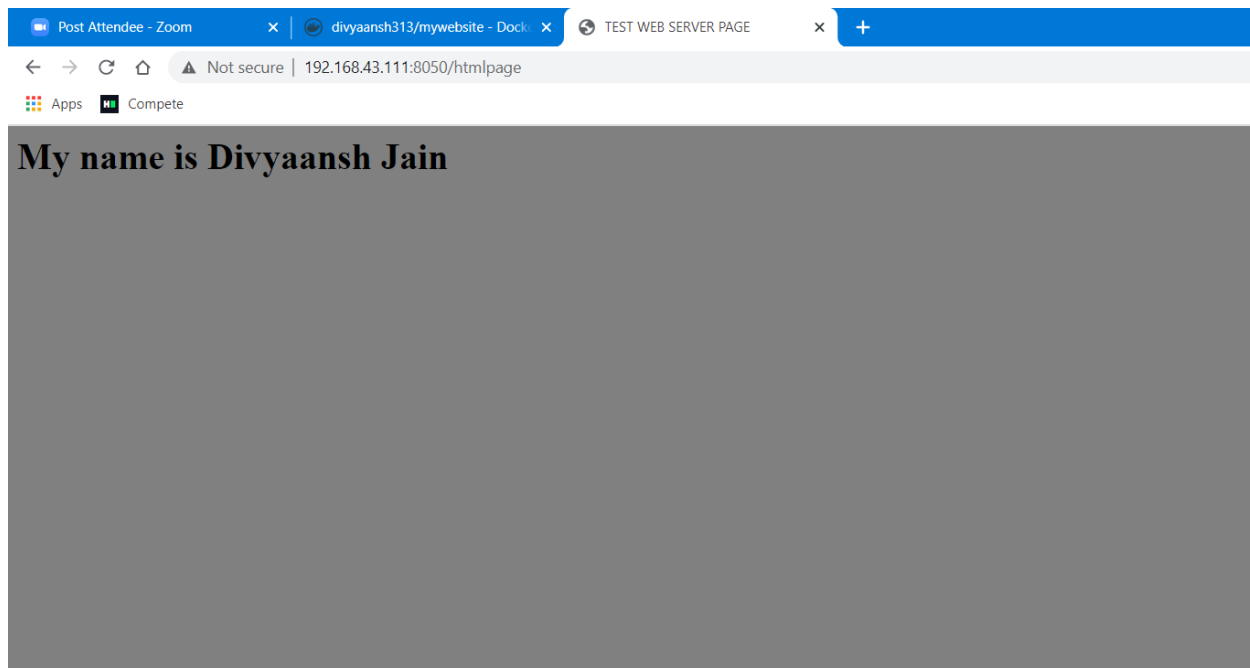 Post Attendee - Zoom
divyaansh313/mywebsite - Dock
TEST WEB SERVER PAGE
Not secure | 192.168.43.111:8050/htmlpage
Apps
Compete
My name is Divyaansh Jain